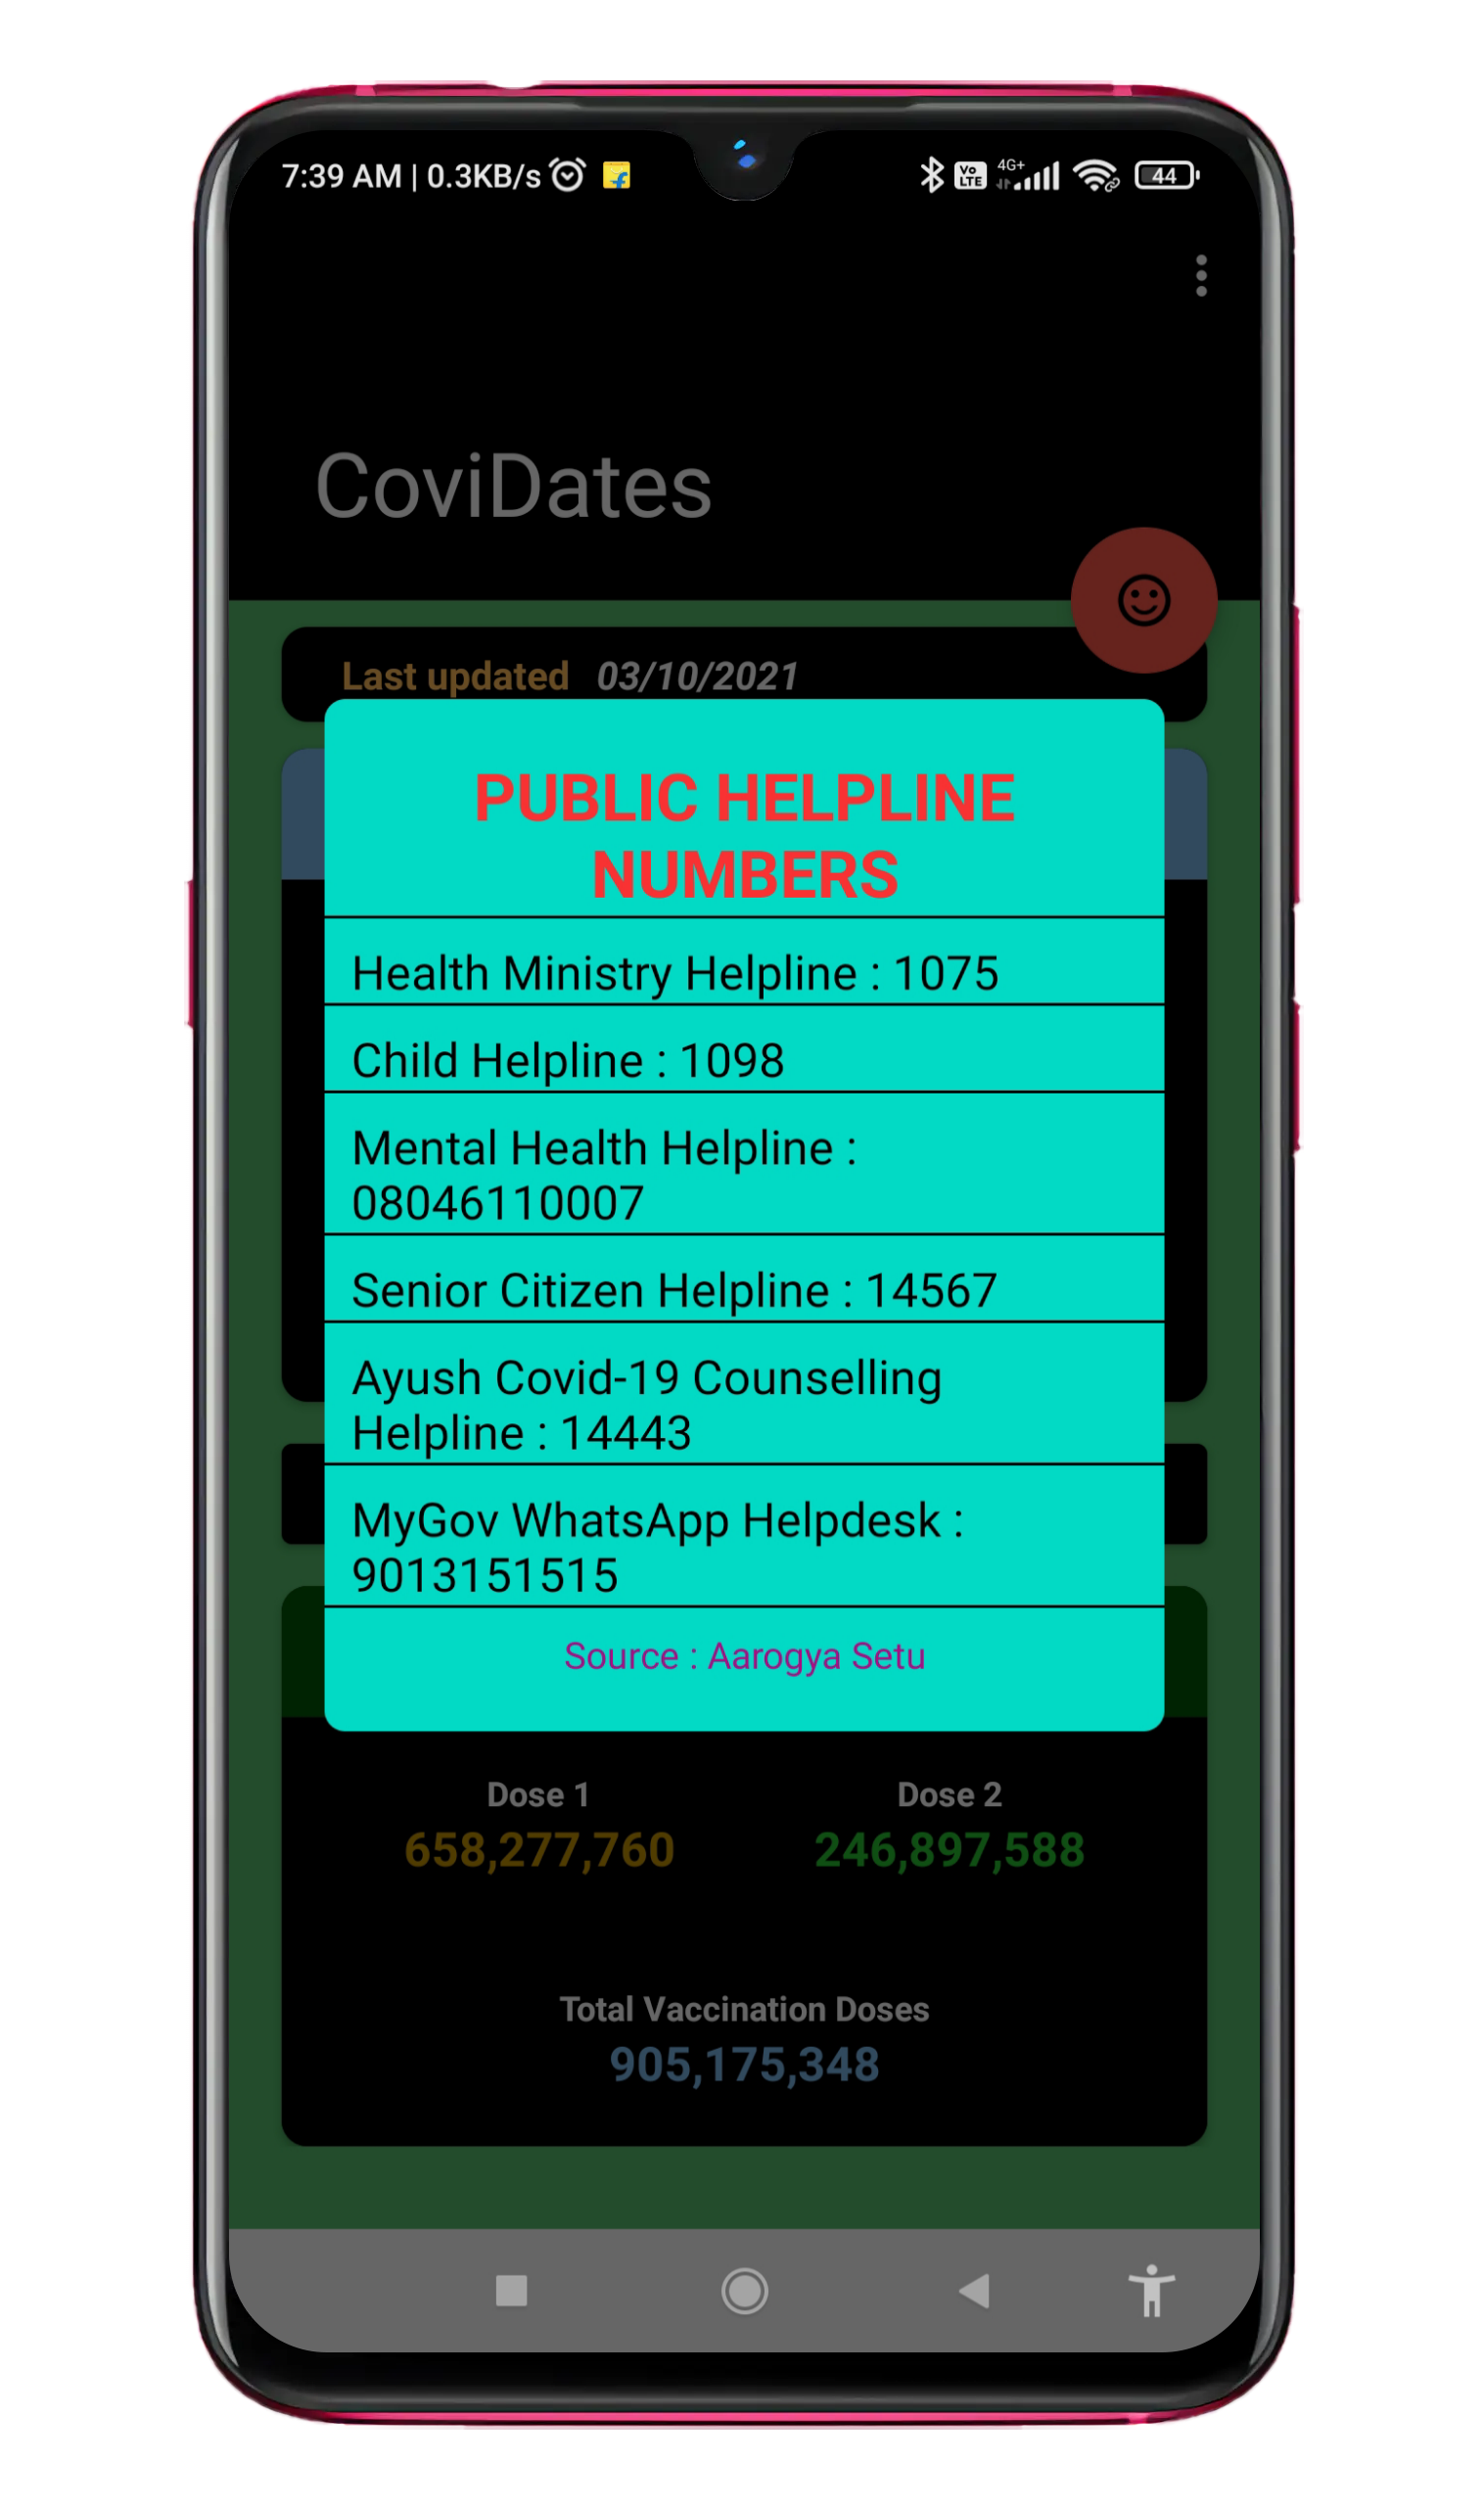 7:39 AM | 0.3KB/s
Vo LTE 4G+ 44
CoviDates
Last updated 03/10/2021
PUBLIC HELPLINE
NUMBERS
Health Ministry Helpline : 1075
Child Helpline : 1098
Mental Health Helpline :
08046110007
Senior Citizen Helpline : 14567
Ayush Covid-19 Counselling
Helpline : 14443
MyGov WhatsApp Helpdesk :
9013151515
Source : Aarogya Setu
Dose 1 Dose 2
658,277,760 246,897,588
Total Vaccination Doses
905,175,348